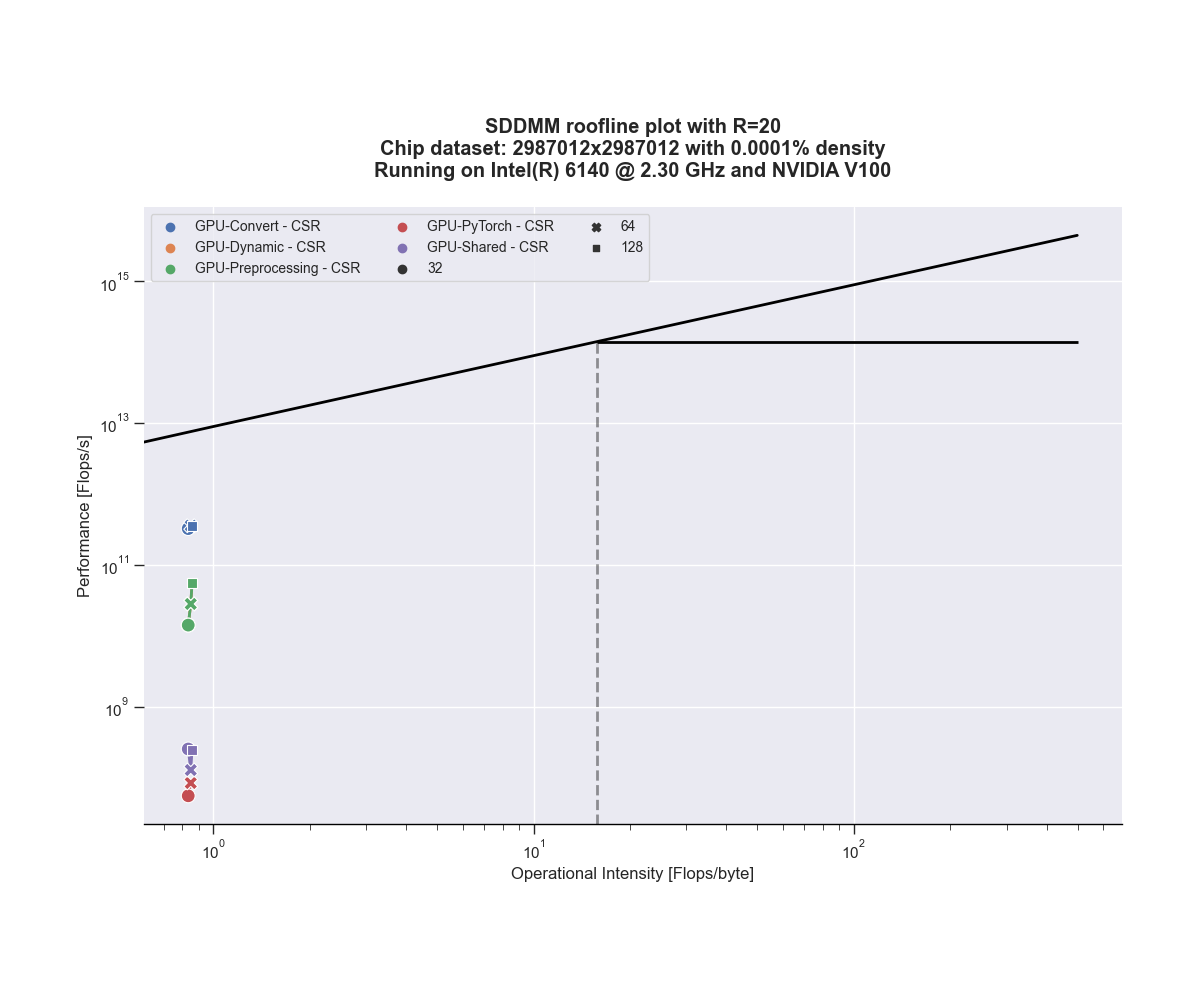 SDDMM roofline plot with R=20
Chip dataset: 2987012x2987012 with 0.0001% density
Running on Intel(R) 6140 @ 2.30 GHz and NVIDIA V100
GPU-Convert - CSR
GPU-Dynamic - CSR
GPU-Preprocessing - CSR
GPU-PyTorch - CSR
GPU-Shared - CSR
32
64
128
Performance [Flops/s]
10^15
10^13
10^11
10^9
10^0
10^1
10^2
Operational Intensity [Flops/byte]